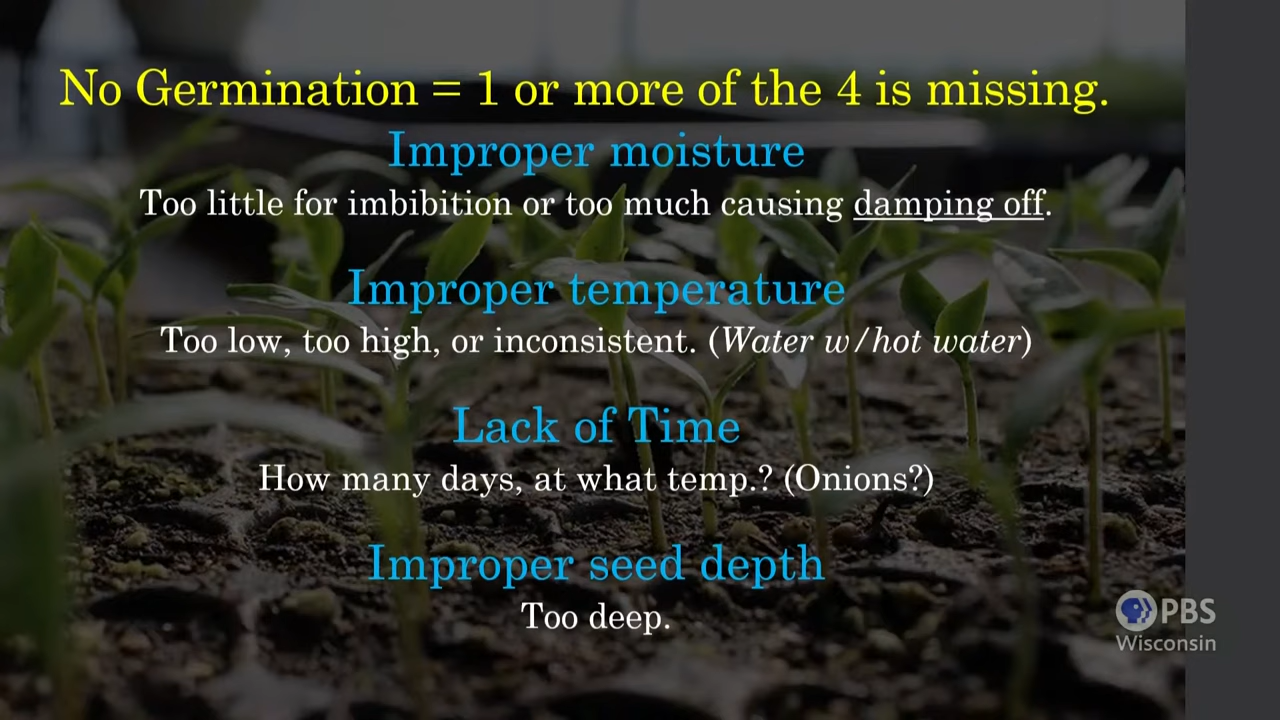 No Germination = 1 or more of the 4 is missing.
Improper moisture
Too little for imbibition or too much causing damping off.
Improper temperature
Too low, too high, or inconsistent. (Water w/hot water)
Lack of Time
How many days, at what temp.? (Onions?)
Improper seed depth
Too deep.
PBS
Wisconsin